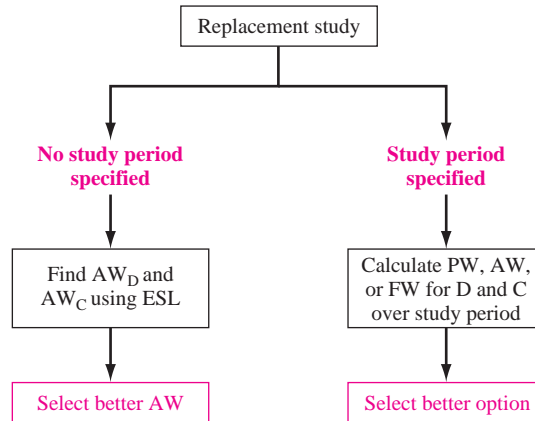 Replacement study
No study period
specified
Study period
specified
Find AW_D and
AW_C using ESL
Calculate PW, AW,
or FW for D and C
over study period
Select better AW
Select better option